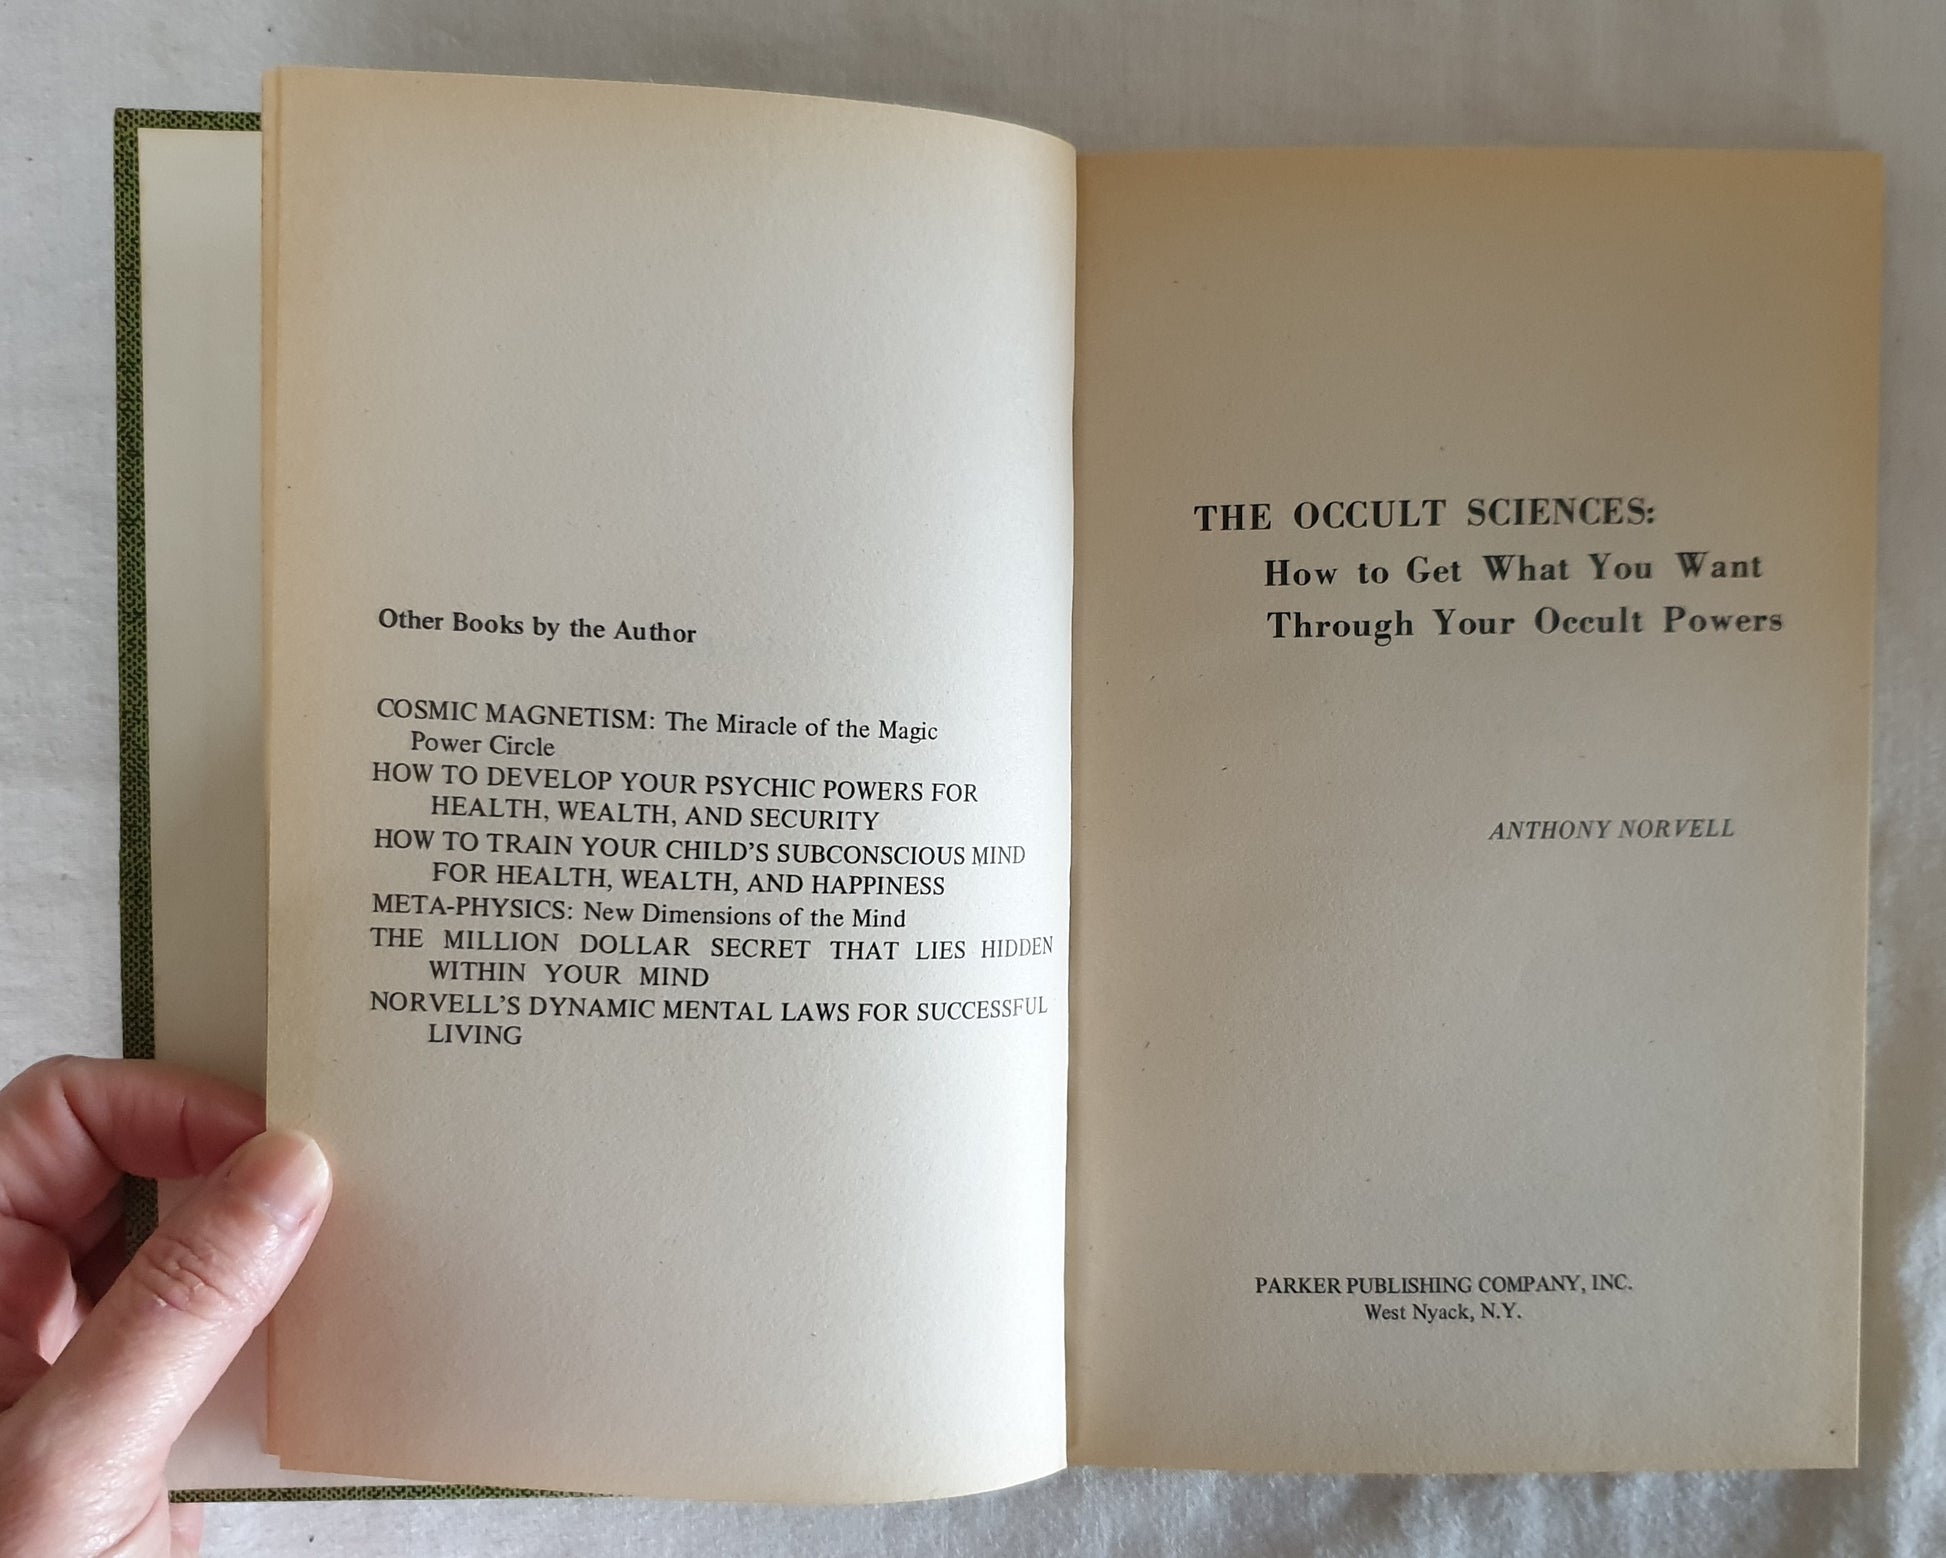 Other Books by the Author
COSMIC MAGNETISM: The Miracle of the Magic
Power Circle
HOW TO DEVELOP YOUR PSYCHIC POWERS FOR
HEALTH, WEALTH, AND SECURITY
HOW TO TRAIN YOUR CHILD'S SUBCONSCIOUS MIND
FOR HEALTH, WEALTH, AND HAPPINESS
META-PHYSICS: New Dimensions of the Mind
THE MILLION DOLLAR SECRET THAT LIES HIDDEN
WITHIN YOUR MIND
NORVELL'S DYNAMIC MENTAL LAWS FOR SUCCESSFUL
LIVING
THE OCCULT SCIENCES:
How to Get What You Want
Through Your Occult Powers
ANTHONY NORVELL
PARKER PUBLISHING COMPANY, INC.
West Nyack, N.Y.